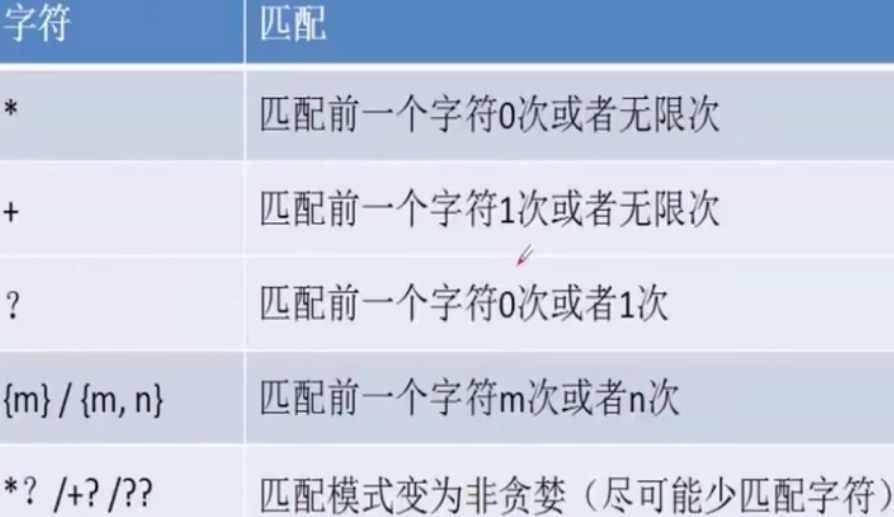 字符 匹配
* 匹配前一个字符0次或者无限次
+ 匹配前一个字符1次或者无限次
? 匹配前一个字符0次或者1次
{m} / {m, n} 匹配前一个字符m次或者n次
*? /+? /?? 匹配模式变为非贪婪（尽可能少匹配字符）